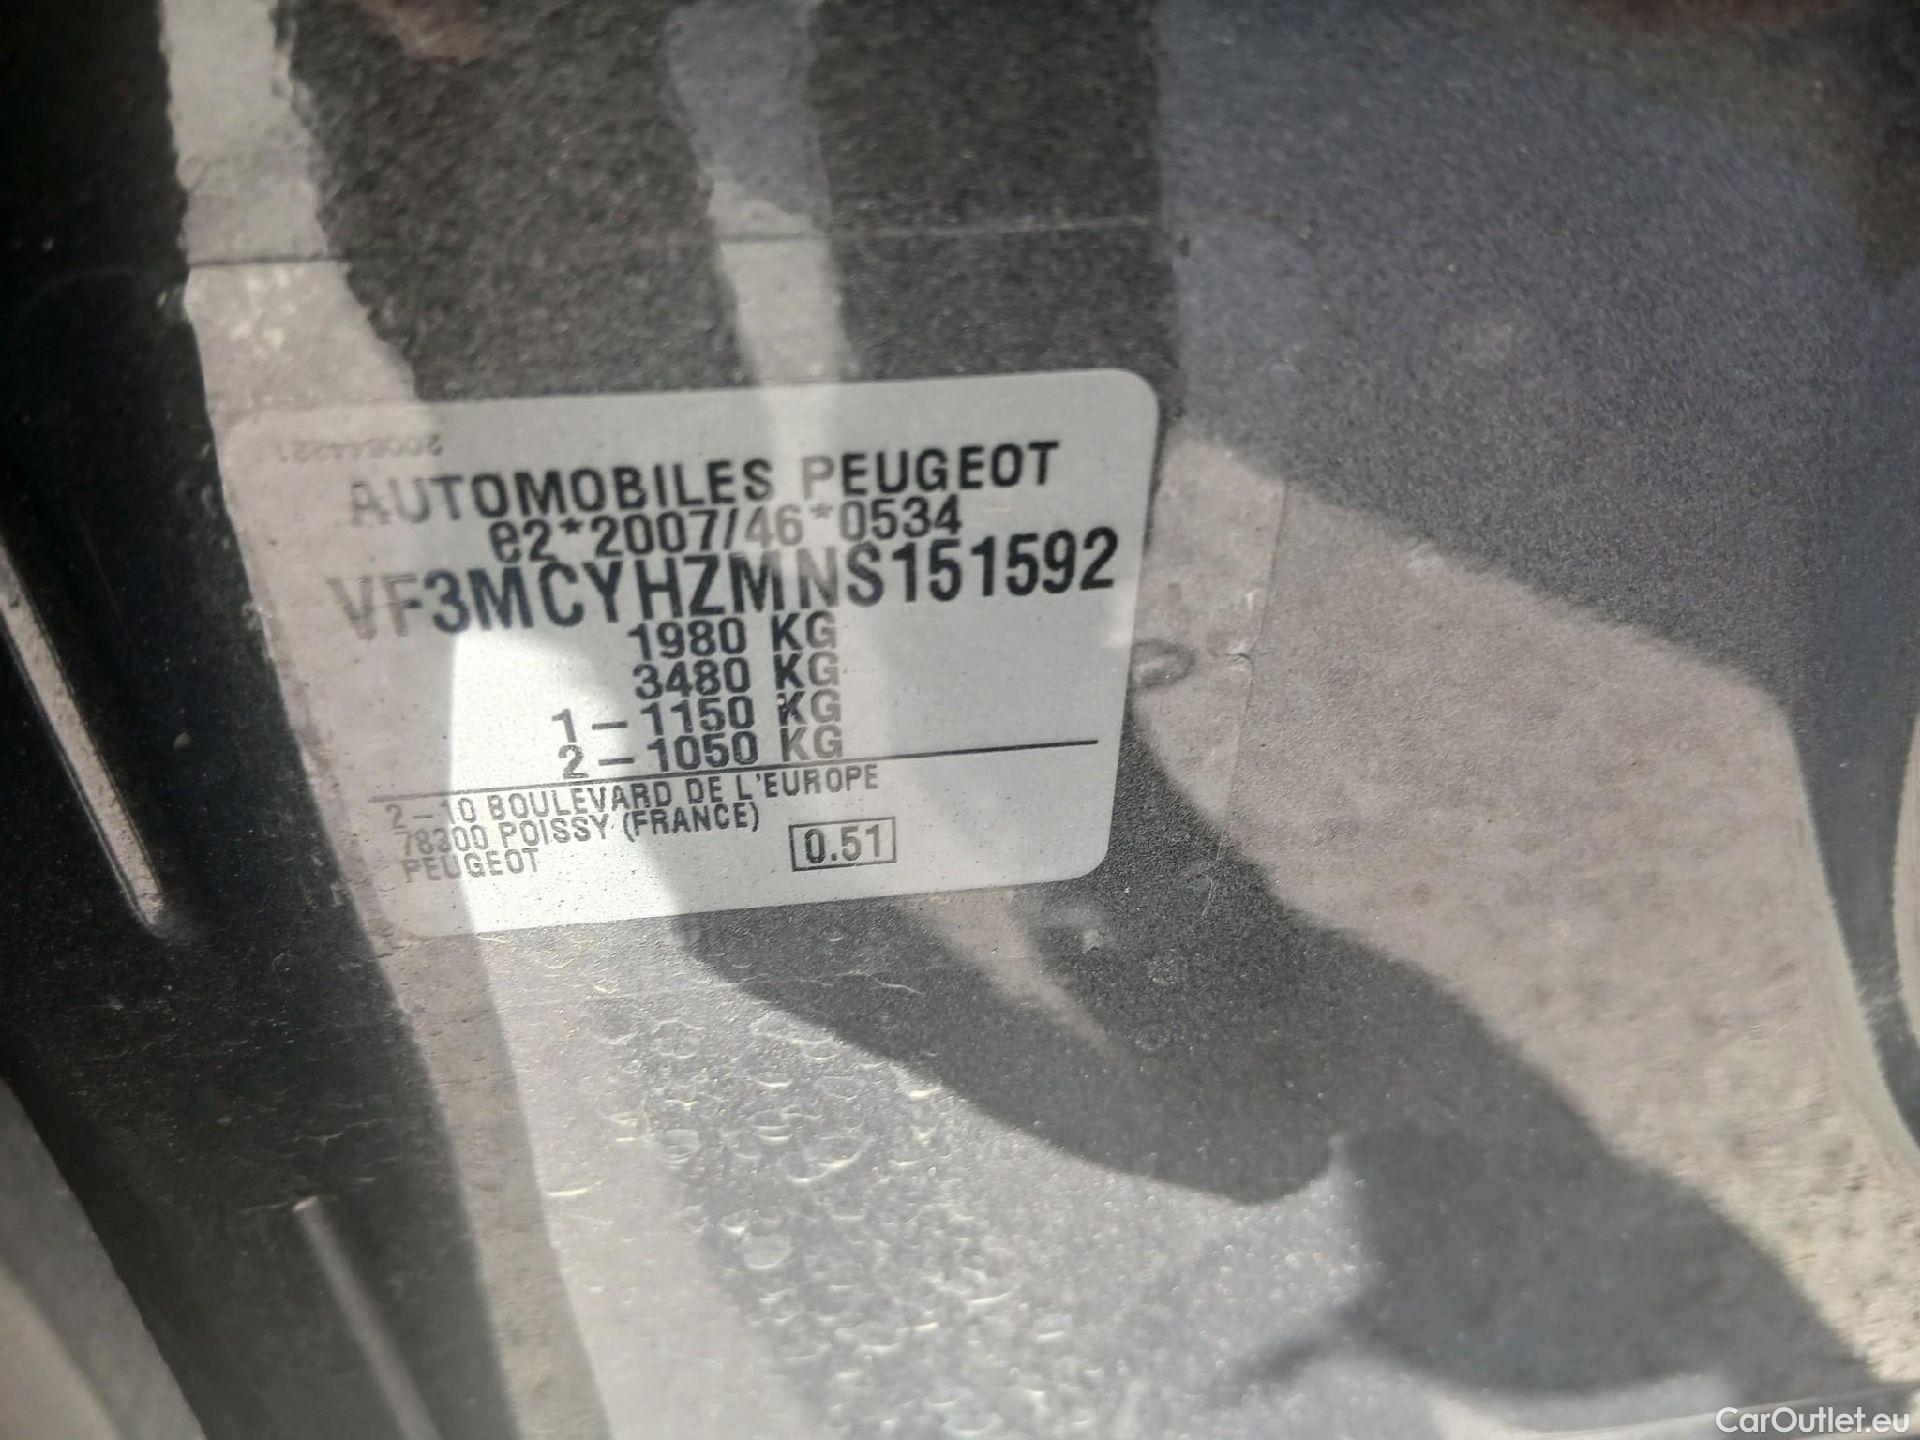 AUTOMOBILES PEUGEOT
e2*2007/46*0534
VF3MCYHZMNS151592
1980 KG
3480 KG
1-1150 KG
2-1050 KG
2-10 BOULEVARD DE L'EUROPE
78300 POISSY (FRANCE)
PEUGEOT
0.51
CarOutlet.eu